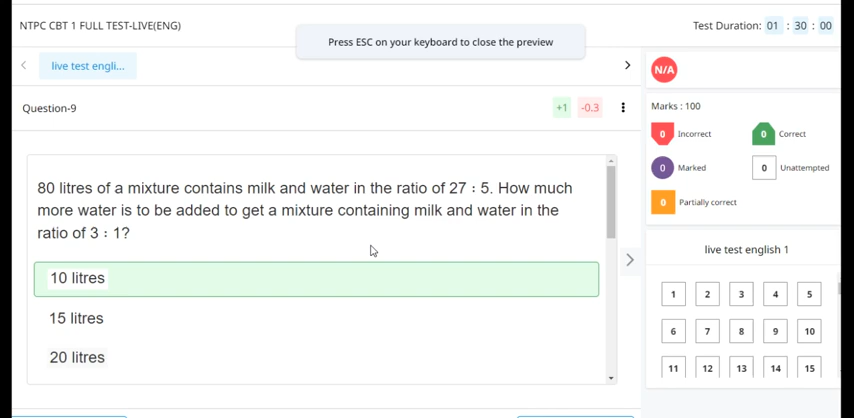 NTPC CBT 1 FULL TEST-LIVE(ENG)
Press ESC on your keyboard to close the preview
Test Duration: 01 : 30 : 00
live test engli...
N/A
Question-9
+1 -0.3
Marks : 100
0 Incorrect
0 Correct
0 Marked
0 Unattempted
0 Partially correct
80 litres of a mixture contains milk and water in the ratio of 27 : 5. How much
more water is to be added to get a mixture containing milk and water in the
ratio of 3 : 1?
10 litres
15 litres
20 litres
live test english 1
1 2 3 4 5
6 7 8 9 10
11 12 13 14 15